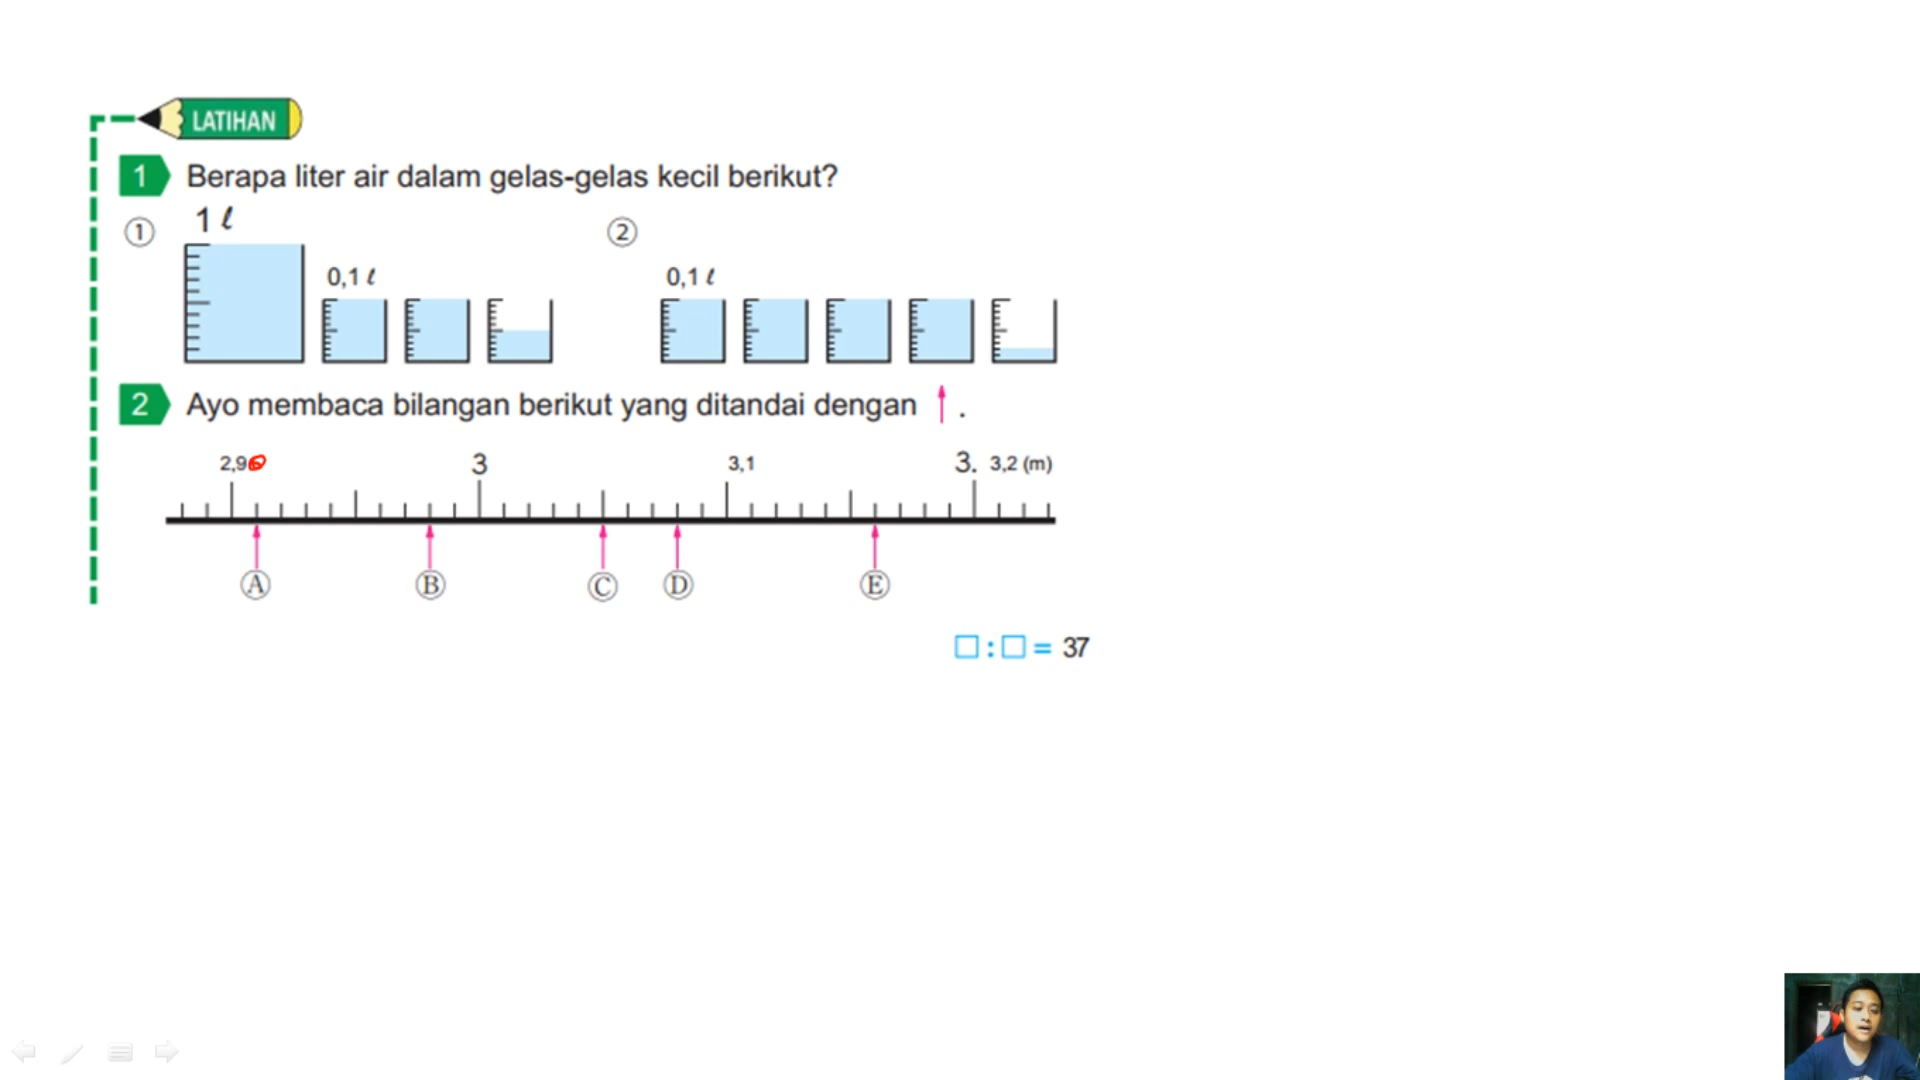 LATIHAN
1 Berapa liter air dalam gelas-gelas kecil berikut?
① 1 ℓ 0,1 ℓ ② 0,1 ℓ
2 Ayo membaca bilangan berikut yang ditandai dengan ↑ .
2,90 3 3,1 3. 3,2 (m)
Ⓐ Ⓑ Ⓒ Ⓓ Ⓔ
□ : □ = 37